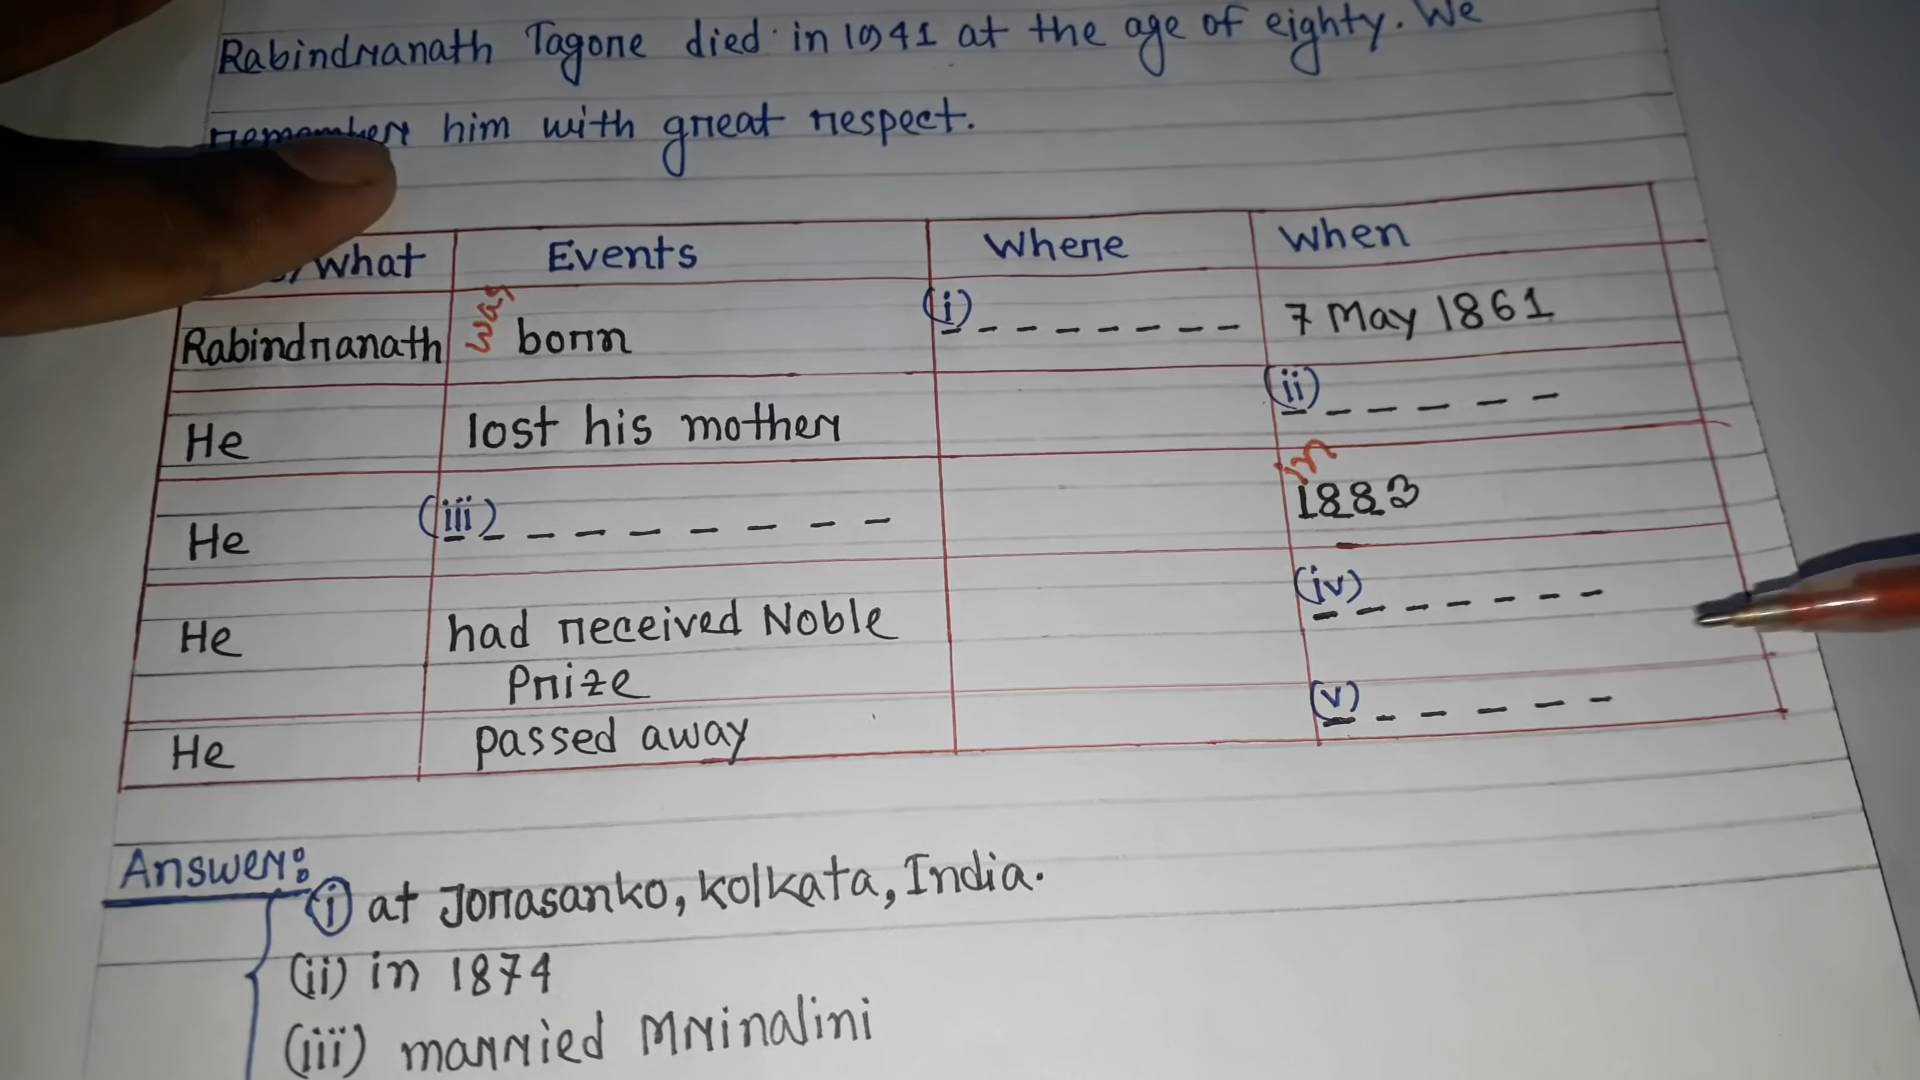 Rabindranath Tagore died in 1941 at the age of eighty. We
remember him with great respect.
/What Events Where When
Rabindranath was born (i) _ _ _ _ _ _ _ _ 7 May 1861
He lost his mother (ii) _ _ _ _ _ _
He (iii) _ _ _ _ _ _ _ _ _ in 1883
He had received Noble (iv) _ _ _ _ _ _ _
Prize
He passed away (v) _ _ _ _ _ _
Answer:
(i) at Jorasanko, Kolkata, India.
(ii) in 1874
(iii) married Mrinalini